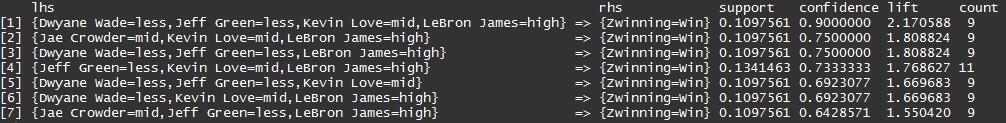 lhs rhs support confidence lift count
[1] {Dwyane Wade=less,Jeff Green=less,Kevin Love=mid,LeBron James=high} => {Zwinning=Win} 0.1097561 0.9000000 2.170588 9
[2] {Jae Crowder=mid,Kevin Love=mid,LeBron James=high} => {Zwinning=Win} 0.1097561 0.7500000 1.808824 9
[3] {Dwyane Wade=less,Jeff Green=less,LeBron James=high} => {Zwinning=Win} 0.1097561 0.7500000 1.808824 9
[4] {Jeff Green=less,Kevin Love=mid,LeBron James=high} => {Zwinning=Win} 0.1341463 0.7333333 1.768627 11
[5] {Dwyane Wade=less,Jeff Green=less,Kevin Love=mid} => {Zwinning=Win} 0.1097561 0.6923077 1.669683 9
[6] {Dwyane Wade=less,Kevin Love=mid,LeBron James=high} => {Zwinning=Win} 0.1097561 0.6923077 1.669683 9
[7] {Jae Crowder=mid,Jeff Green=less,LeBron James=high} => {Zwinning=Win} 0.1097561 0.6428571 1.550420 9